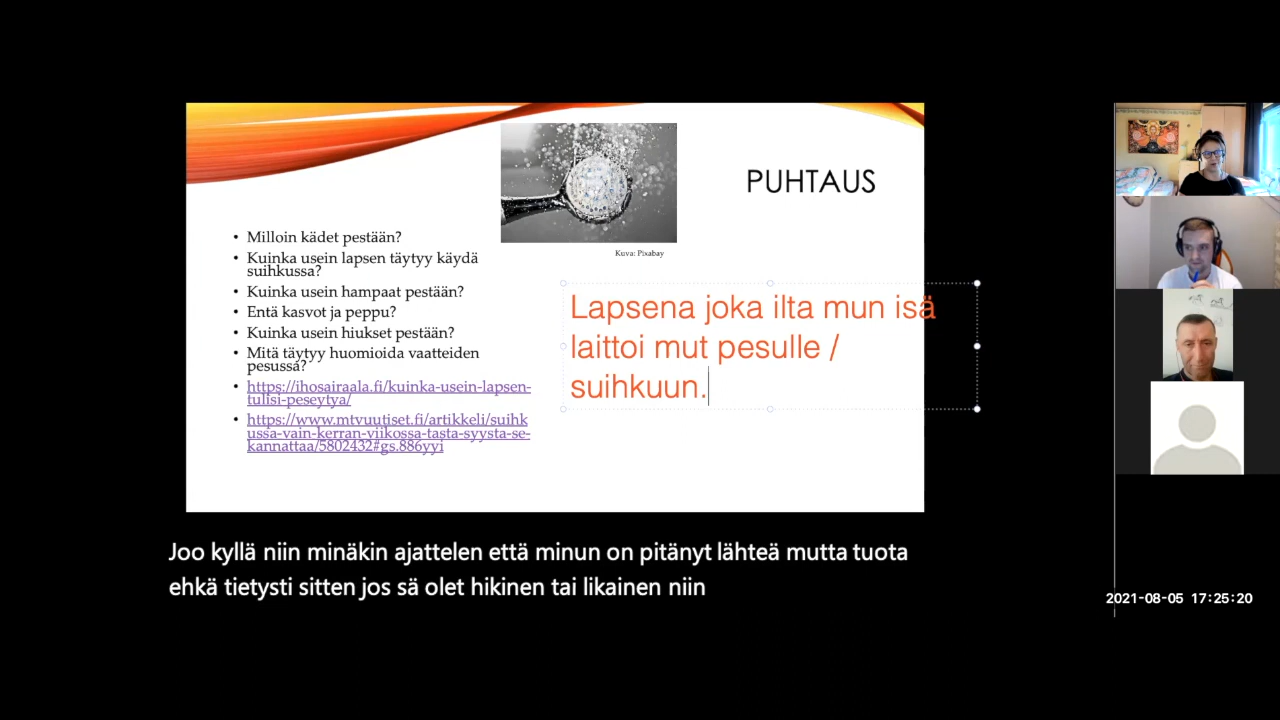 PUHTAUS
Kuva: Pixabay
• Milloin kädet pestään?
• Kuinka usein lapsen täytyy käydä
suihkussa?
• Kuinka usein hampaat pestään?
• Entä kasvot ja peppu?
• Kuinka usein hiukset pestään?
• Mitä täytyy huomioida vaatteiden
pesussa?
• https://ihosairaala.fi/kuinka-usein-lapsen-
tulisi-peseytya/
• https://www.mtvuutiset.fi/artikkeli/suihk
ussa-vain-kerran-viikossa-tasta-syysta-se-
kannattaa/5802432#gs.886yyi
Lapsena joka ilta mun isä
laittoi mut pesulle /
suihkuun.
Joo kyllä niin minäkin ajattelen että minun on pitänyt lähteä mutta tuota
ehkä tietysti sitten jos sä olet hikinen tai likainen niin
2021-08-05 17:25:20